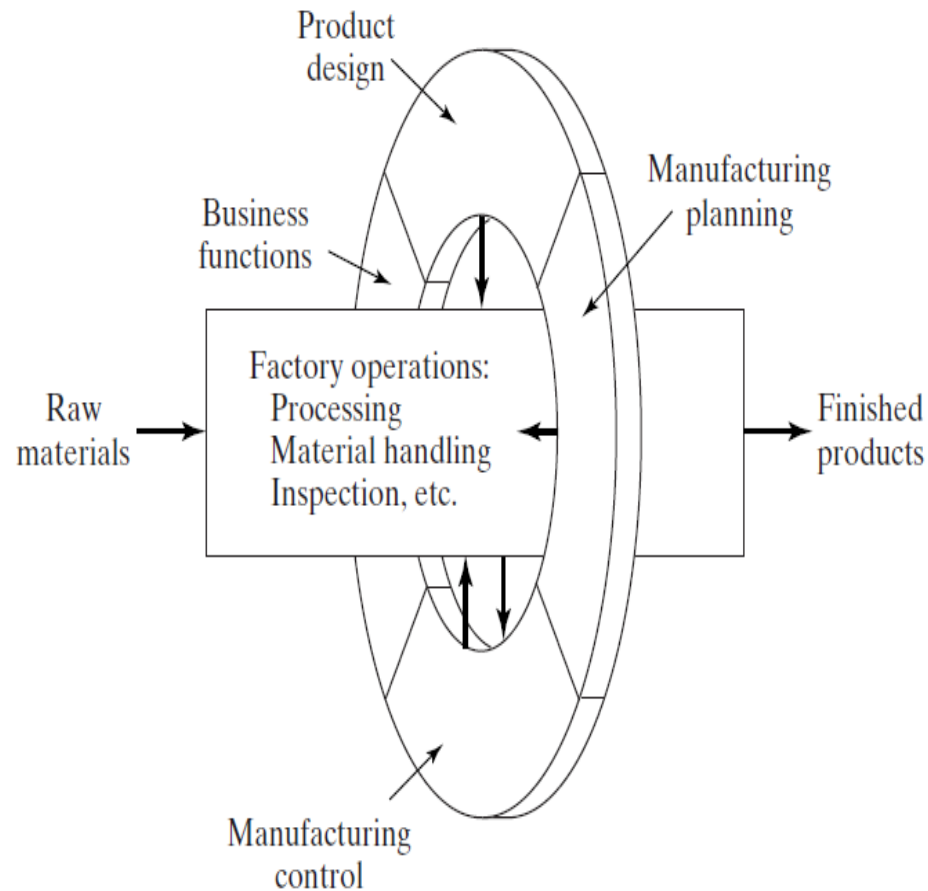 Product
design
Manufacturing
planning
Business
functions
Factory operations:
Processing
Material handling
Inspection, etc.
Raw
materials
Finished
products
Manufacturing
control